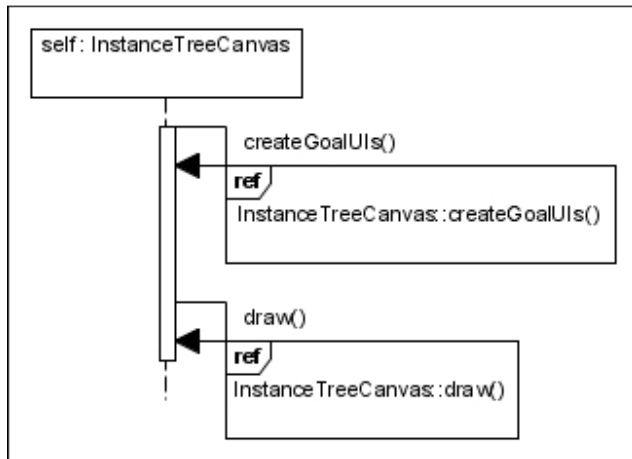 self: InstanceTreeCanvas
createGoalUIs()
ref
InstanceTreeCanvas::createGoalUIs()
draw()
ref
InstanceTreeCanvas::draw()